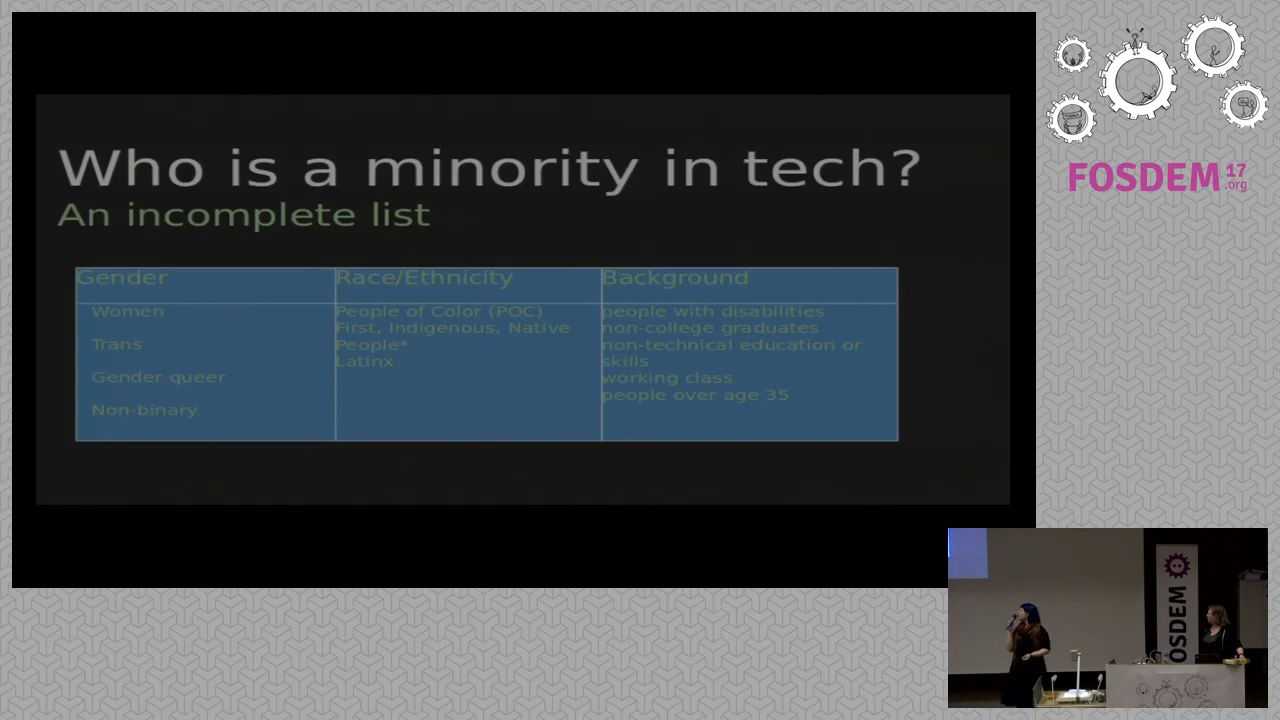 Who is a minority in tech?
An incomplete list
Gender
Race/Ethnicity
Background
Women
Trans
Gender queer
Non-binary
People of Color (POC)
First, Indigenous, Native
People*
Latinx
people with disabilities
non-college graduates
non-technical education or
skills
working class
people over age 35
FOSDEM 17
.org
OSDEM